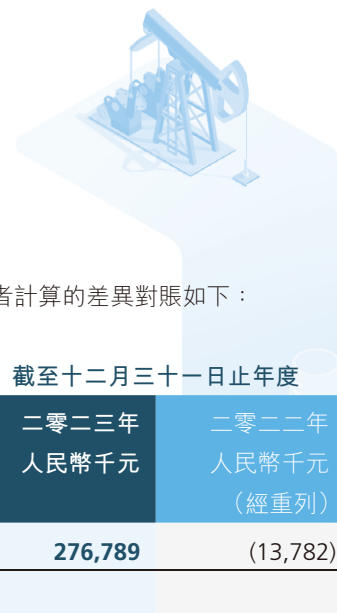 者計算的差異對賬如下：
截至十二月三十一日止年度
二零二三年 二零二二年
人民幣千元 人民幣千元
（經重列）
276,789 (13,782)